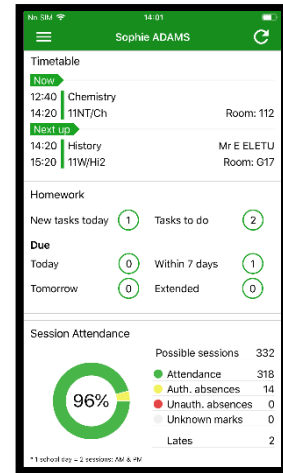 No SIM 14:01
Sophie ADAMS
Timetable
Now
12:40 Chemistry
14:20 11NT/Ch Room: 112
Next up
14:20 History Mr E ELETU
15:20 11W/Hi2 Room: G17
Homework
New tasks today 1 Tasks to do 2
Due
Today 0 Within 7 days 1
Tomorrow 0 Extended 0
Session Attendance
Possible sessions 332
Attendance 318
Auth. absences 14
96%
Unauth. absences 0
Unknown marks 0
Lates 2
* 1 school day = 2 sessions: AM & PM